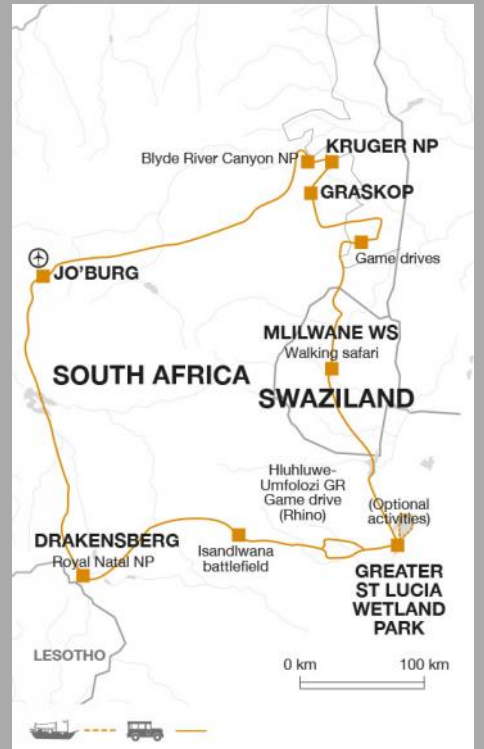 KRUGER NP
Blyde River Canyon NP
GRASKOP
Game drives
JO'BURG
MLILWANE WS
Walking safari
SOUTH AFRICA
SWAZILAND
Hluhluwe-
Umfolozi GR
Game drive
(Rhino)
(Optional
activities)
DRAKENSBERG
Royal Natal NP
Isandlwana
battlefield
GREATER
ST LUCIA
WETLAND
PARK
LESOTHO
0 km
100 km